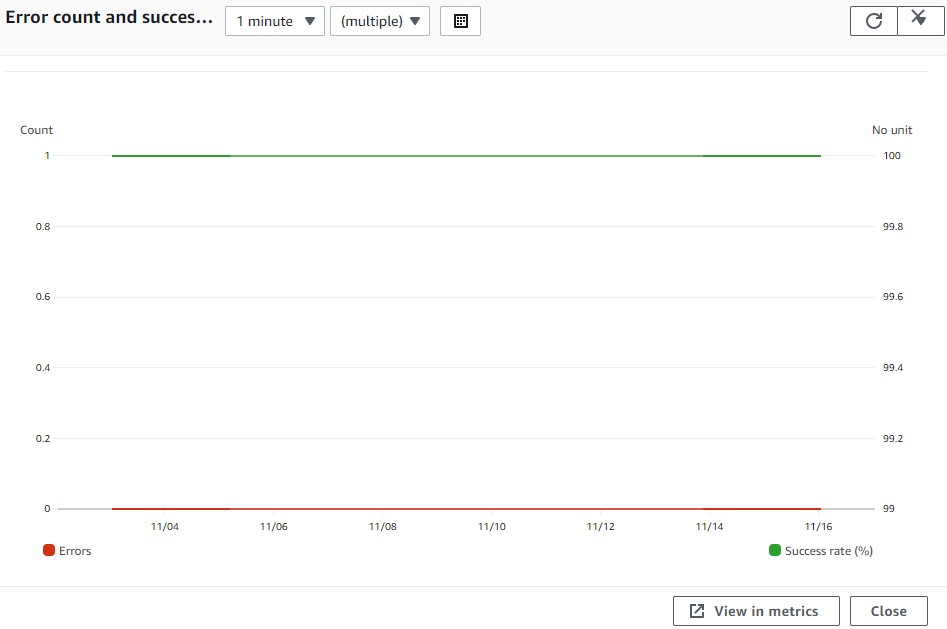 Error count and succes...
1 minute
(multiple)
Count
No unit
1
100
0.8
99.8
0.6
99.6
0.4
99.4
0.2
99.2
0
99
11/04 11/06 11/08 11/10 11/12 11/14 11/16
Errors
Success rate (%)
View in metrics
Close